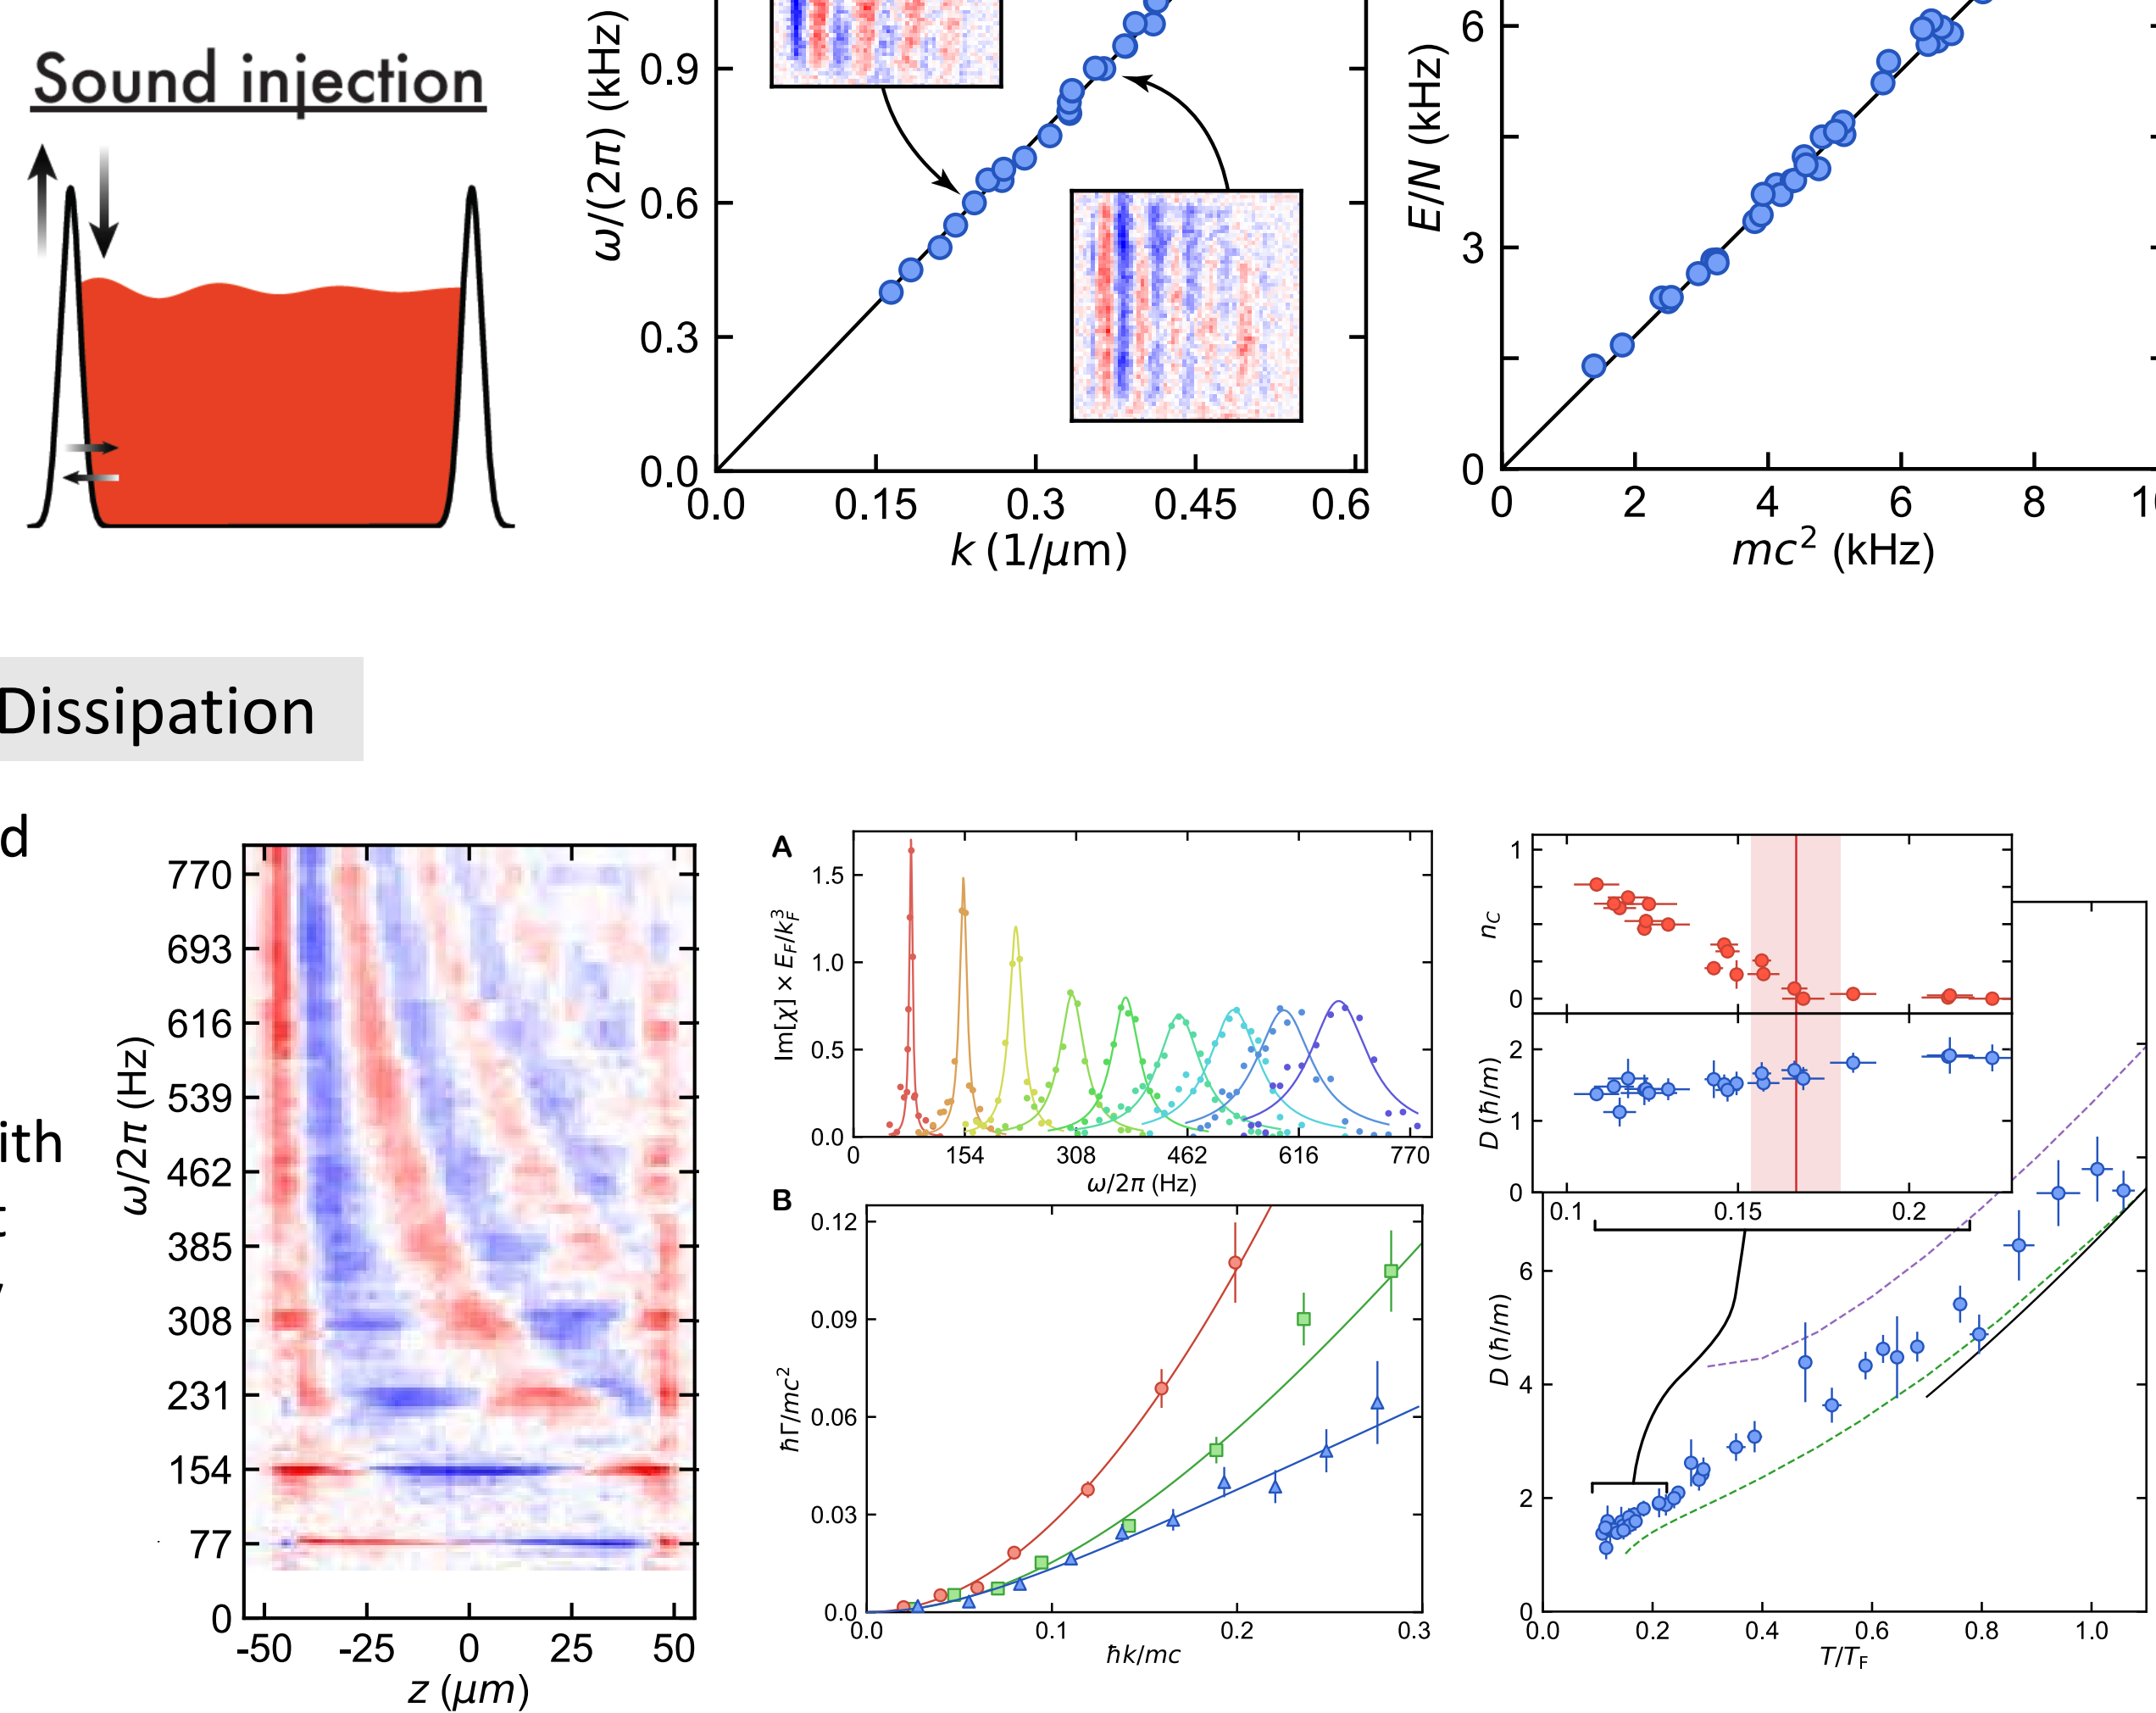 Sound injection
ω/(2π) (kHz)
0.9
0.6
0.3
0.0
0.0 0.15 0.3 0.45 0.6
k (1/μm)
E/N (kHz)
6
3
0
0 2 4 6 8
mc² (kHz)
Dissipation
d
ith
ω/2π (Hz)
770
693
616
539
462
385
308
231
154
77
0
-50 -25 0 25 50
z (μm)
A
Im[χ] × E_F/k_F^3
1.5
1.0
0.5
0.0
0 154 308 462 616 770
ω/2π (Hz)
B
ħΓ/mc²
0.12
0.09
0.06
0.03
0.0
0.0 0.1 0.2 0.3
ħk/mc
n_C
1
0
D (ħ/m)
2
1
0
0.1 0.15 0.2
D (ħ/m)
6
4
2
0
0.0 0.2 0.4 0.6 0.8 1.0
T/T_F